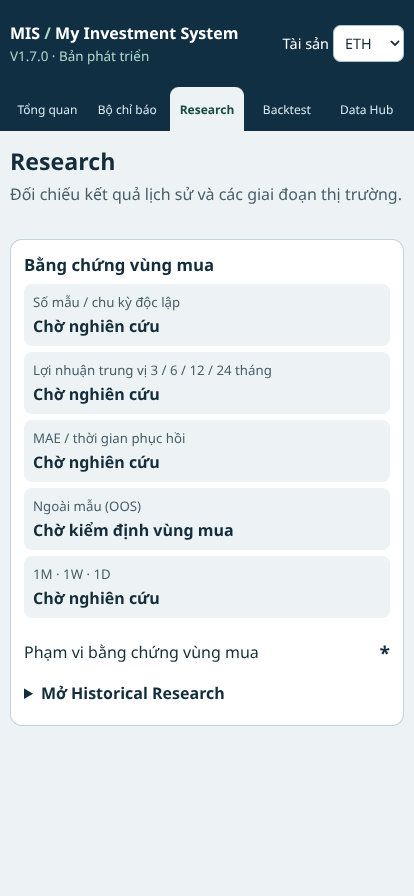 MIS / My Investment System
V1.7.0 · Bản phát triển
Tài sản ETH
Tổng quan Bộ chỉ báo Research Backtest Data Hub
Research
Đối chiếu kết quả lịch sử và các giai đoạn thị trường.
Bằng chứng vùng mua
Số mẫu / chu kỳ độc lập
Chờ nghiên cứu
Lợi nhuận trung vị 3 / 6 / 12 / 24 tháng
Chờ nghiên cứu
MAE / thời gian phục hồi
Chờ nghiên cứu
Ngoài mẫu (OOS)
Chờ kiểm định vùng mua
1M · 1W · 1D
Chờ nghiên cứu
Phạm vi bằng chứng vùng mua *
Mở Historical Research